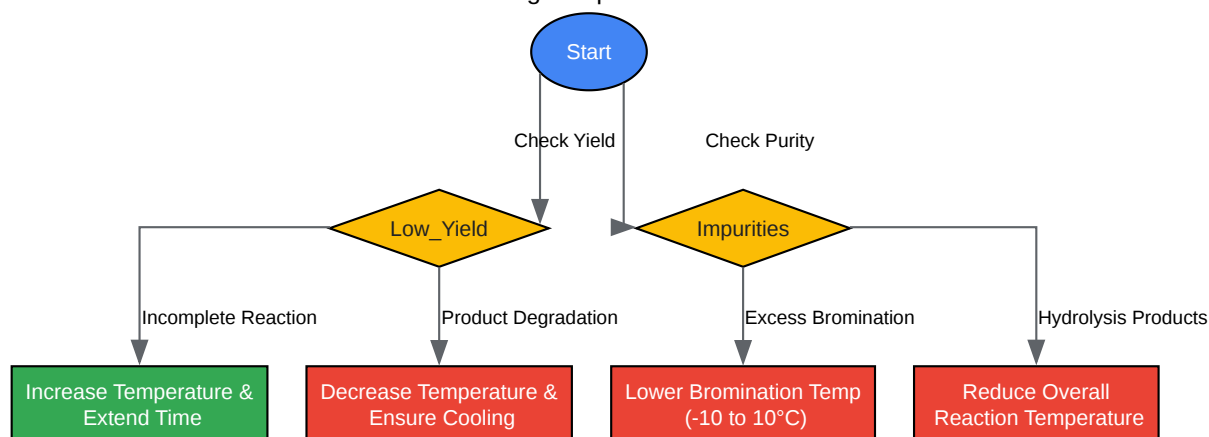 Start
Check Yield
Check Purity
Low_Yield
Impurities
Incomplete Reaction
Product Degradation
Excess Bromination
Hydrolysis Products
Increase Temperature &
Extend Time
Decrease Temperature &
Ensure Cooling
Lower Bromination Temp
(-10 to 10°C)
Reduce Overall
Reaction Temperature